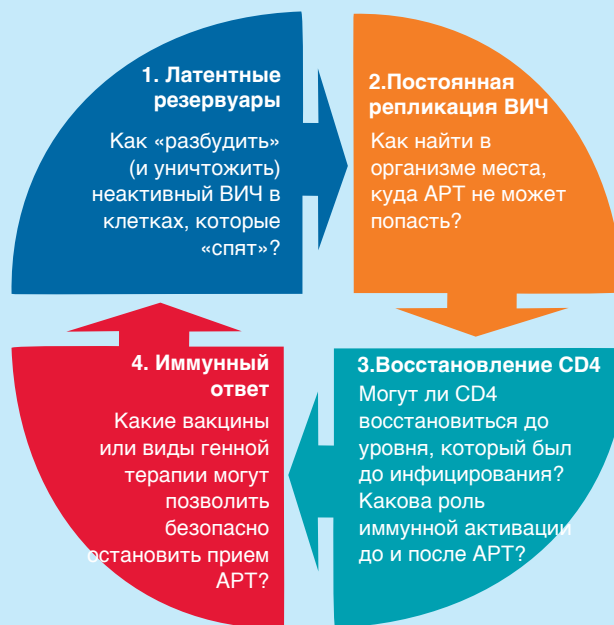 1. Латентные
резервуары
Как «разбудить»
(и уничтожить)
неактивный ВИЧ в
клетках, которые
«спят»?
2.Постоянная
репликация ВИЧ
Как найти в
организме места,
куда АРТ не может
попасть?
3.Восстановление CD4
Могут ли CD4
восстановиться до
уровня, который был
до инфицирования?
Какова роль
иммунной активации
до и после АРТ?
4. Иммунный
ответ
Какие вакцины
или виды генной
терапии могут
позволить
безопасно
остановить прием
АРТ?